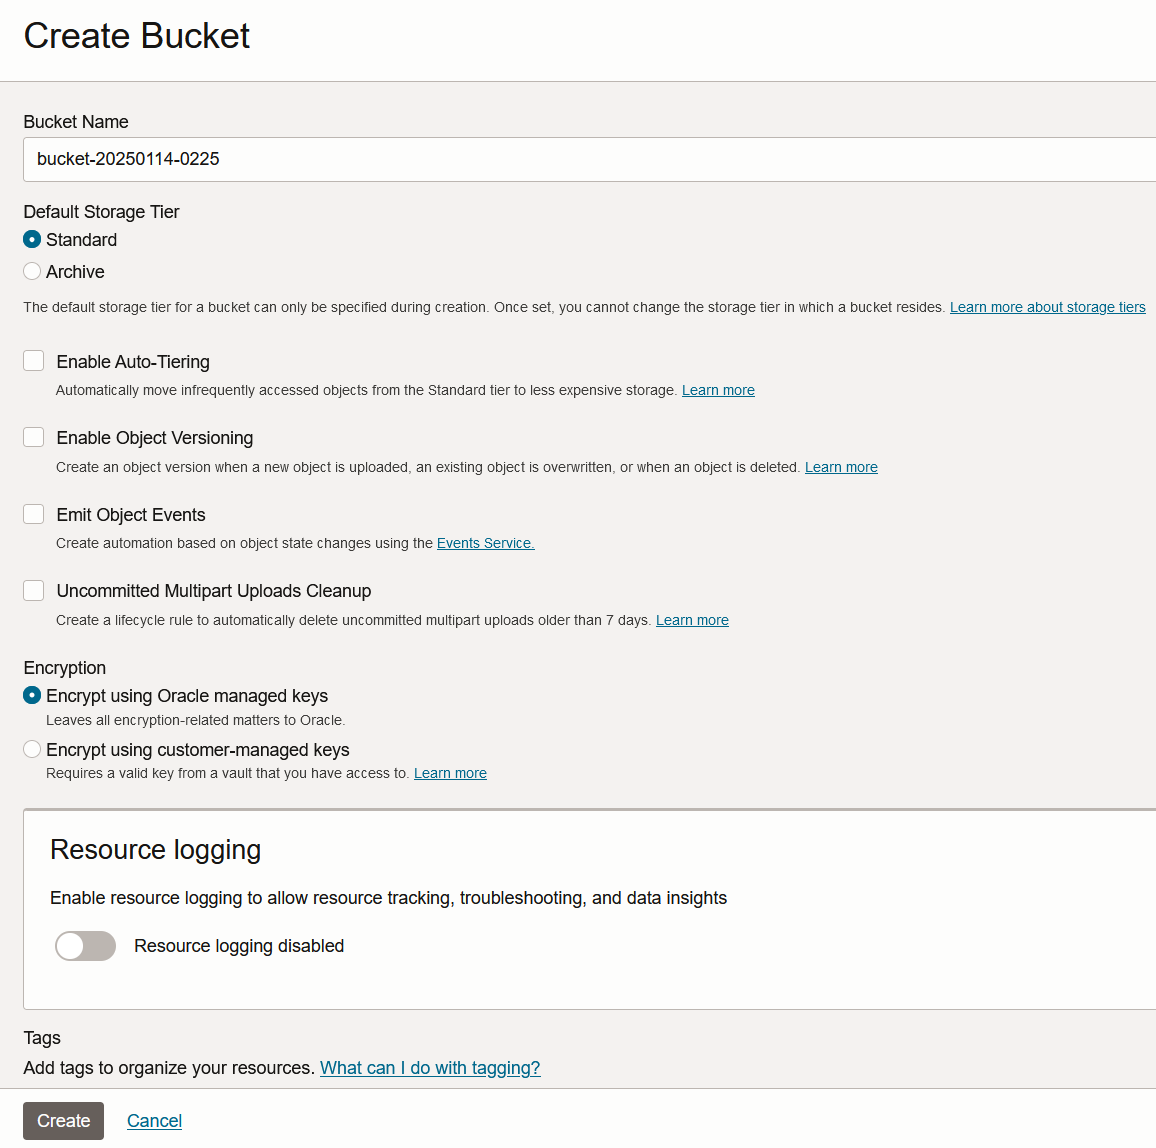 Create Bucket
Bucket Name
bucket-20250114-0225
Default Storage Tier
Standard
Archive
The default storage tier for a bucket can only be specified during creation. Once set, you cannot change the storage tier in which a bucket resides. Learn more about storage tiers
Enable Auto-Tiering
Automatically move infrequently accessed objects from the Standard tier to less expensive storage. Learn more
Enable Object Versioning
Create an object version when a new object is uploaded, an existing object is overwritten, or when an object is deleted. Learn more
Emit Object Events
Create automation based on object state changes using the Events Service.
Uncommitted Multipart Uploads Cleanup
Create a lifecycle rule to automatically delete uncommitted multipart uploads older than 7 days. Learn more
Encryption
Encrypt using Oracle managed keys
Leaves all encryption-related matters to Oracle.
Encrypt using customer-managed keys
Requires a valid key from a vault that you have access to. Learn more
Resource logging
Enable resource logging to allow resource tracking, troubleshooting, and data insights
Resource logging disabled
Tags
Add tags to organize your resources. What can I do with tagging?
Create Cancel